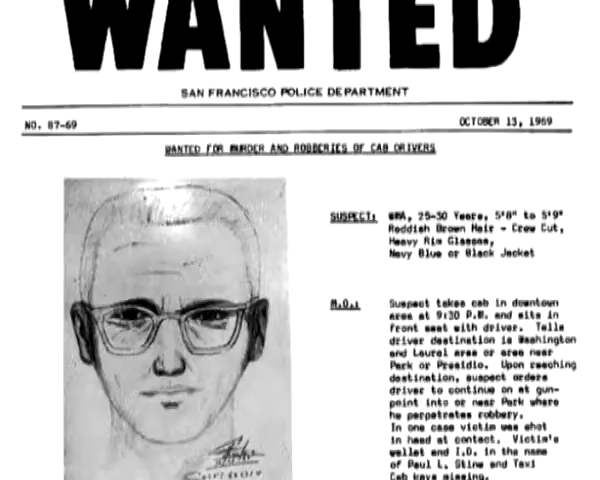 WANTED
SAN FRANCISCO POLICE DEPARTMENT
NO. 87-69 OCTOBER 13, 1969
WANTED FOR MURDER AND ROBBERIES OF CAB DRIVERS
SUSPECT: WMA, 25-30 Years, 5'8" to 5'9"
Reddish Brown Hair - Crew Cut,
Heavy Rim Glasses,
Navy Blue or Black Jacket
M.O.: Suspect takes cab in downtown
area at 9:30 P.M. and sits in
front seat with driver. Tells
driver destination is Washington
and Laurel area or area near
Park or Presidio. Upon reaching
destination, suspect orders
driver to continue on at gun-
point into or near Park where
he perpetrates robbery.
In one case victim was shot
in head at contact. Victim's
wallet and I.D. in the name
of Paul L. Stine and Taxi
Cab keys missing.